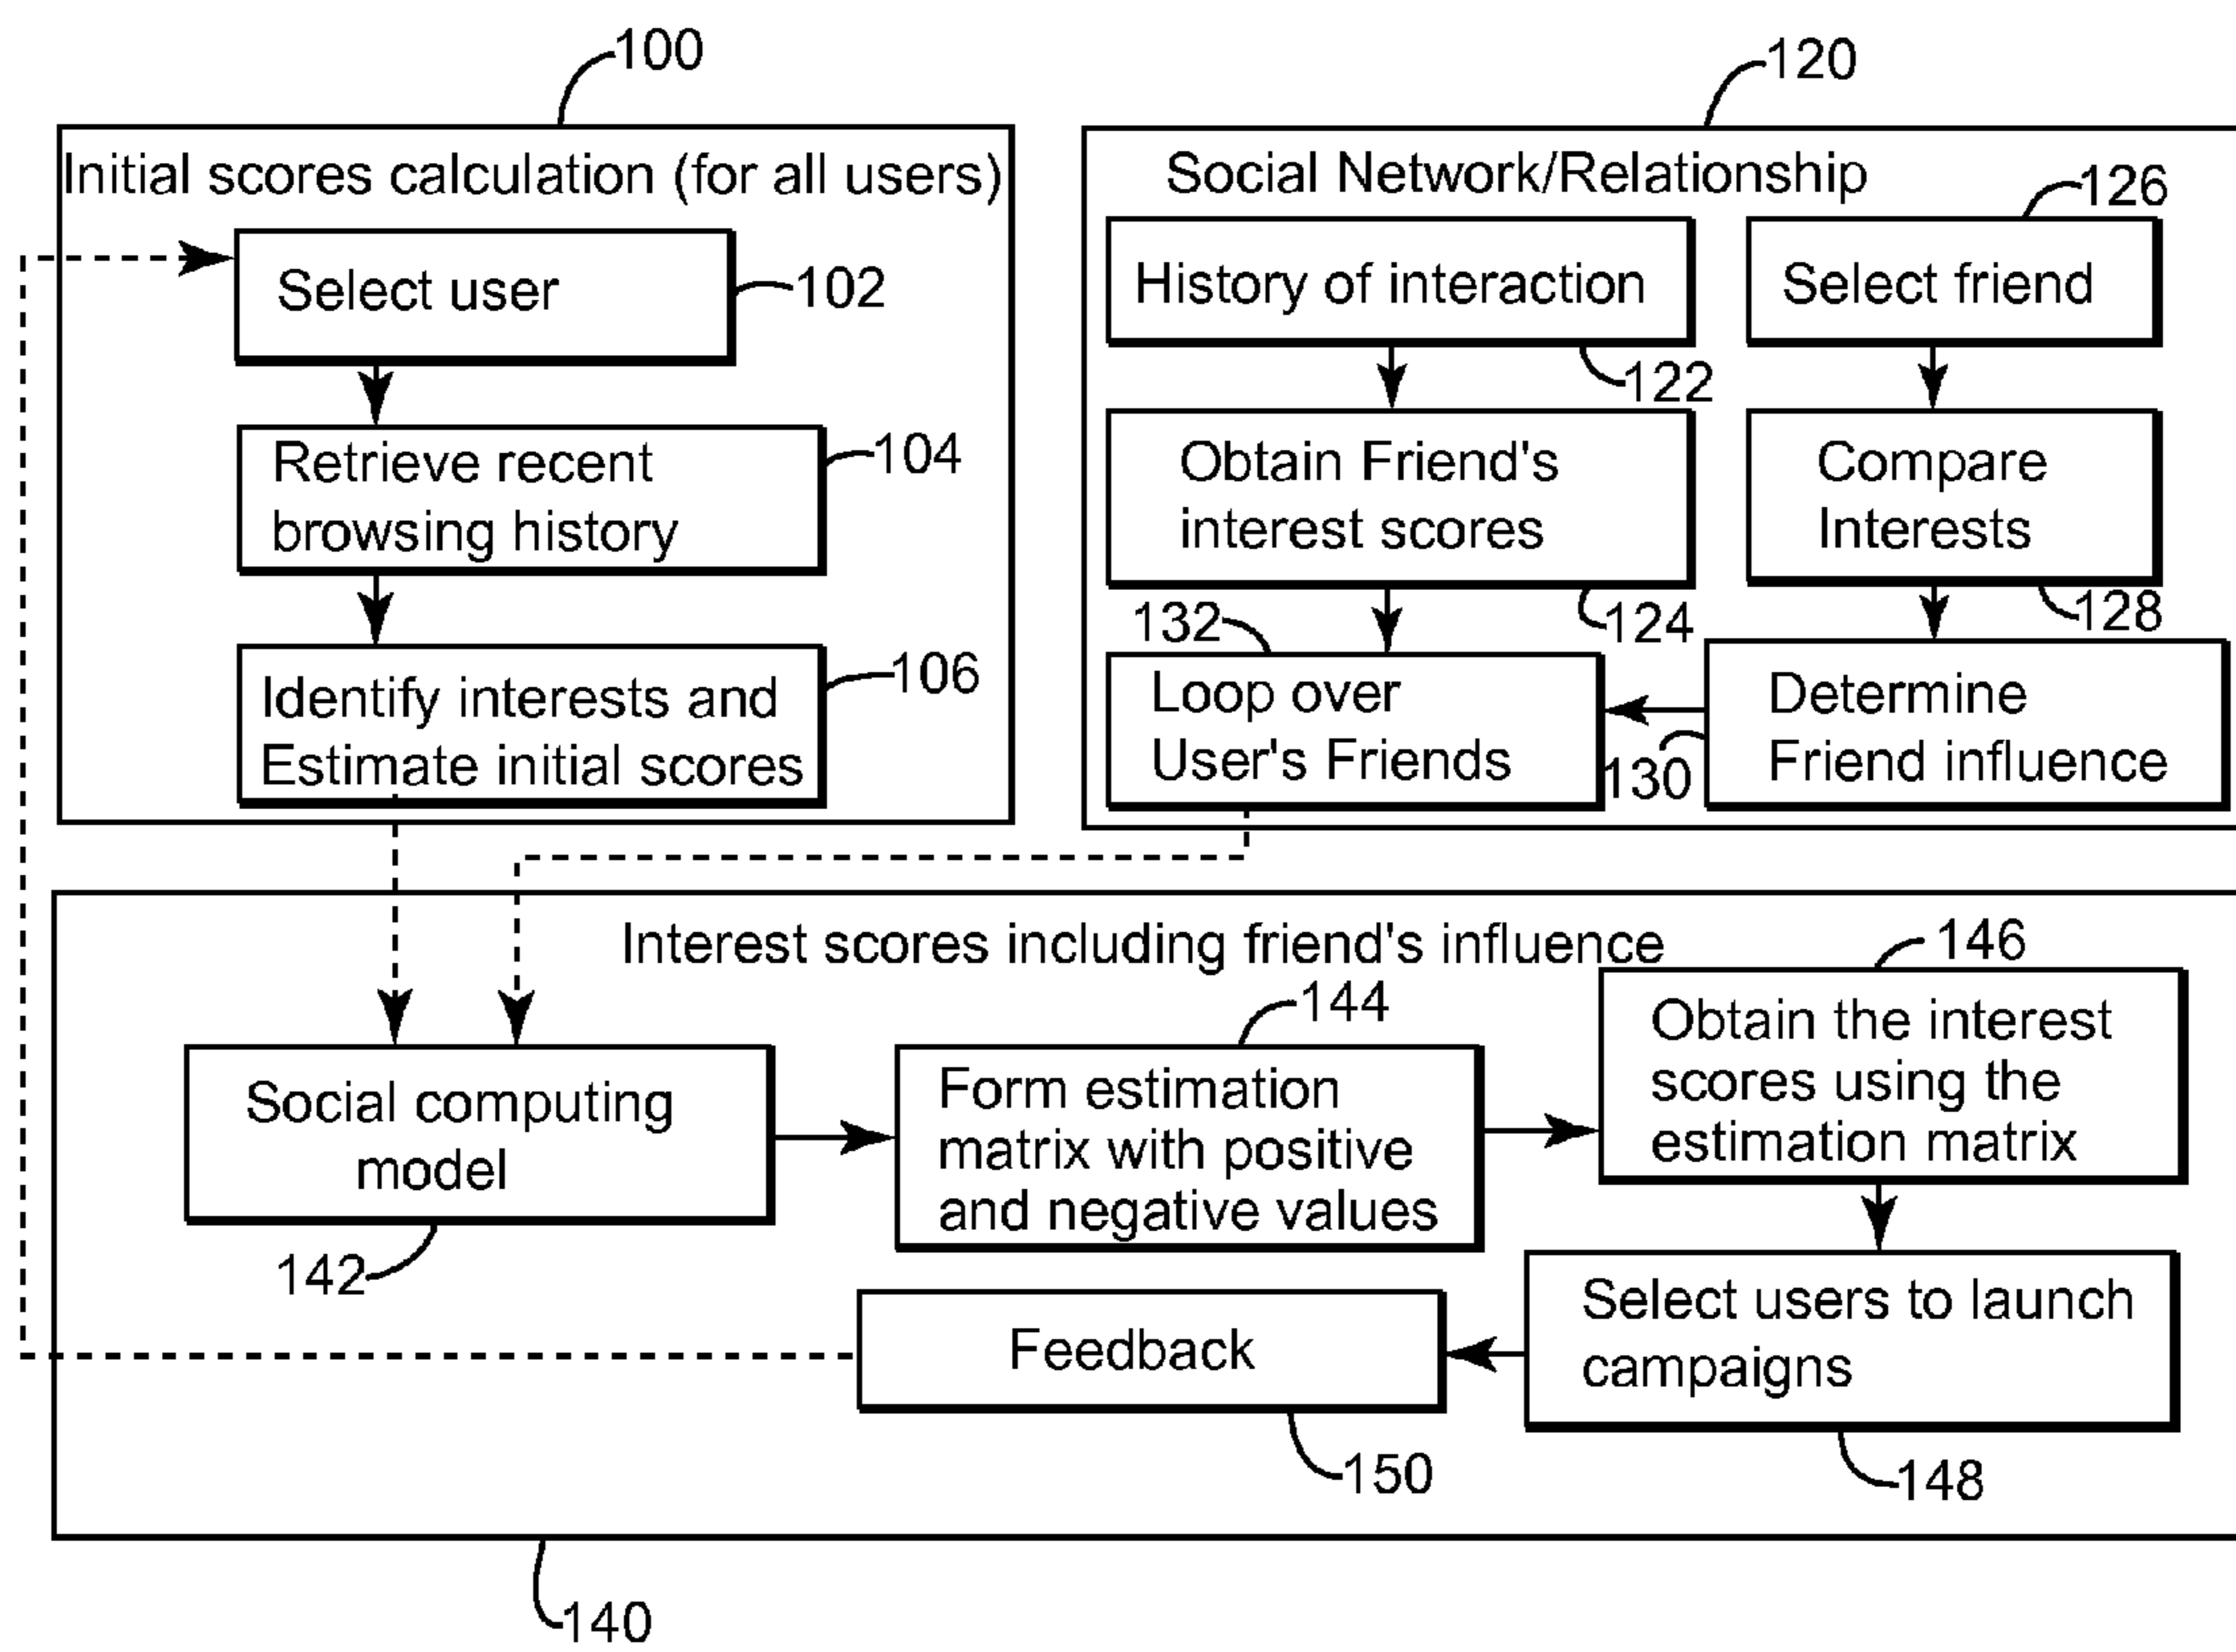 100
Initial scores calculation (for all users)
Select user
102
Retrieve recent
browsing history
104
Identify interests and
Estimate initial scores
106
120
Social Network/Relationship
History of interaction
122
Obtain Friend's
interest scores
124
126
Select friend
Compare
Interests
128
132
Loop over
User's Friends
130
Determine
Friend influence
Interest scores including friend's influence
Social computing
model
142
144
Form estimation
matrix with positive
and negative values
146
Obtain the interest
scores using the
estimation matrix
Select users to launch
campaigns
148
Feedback
150
140